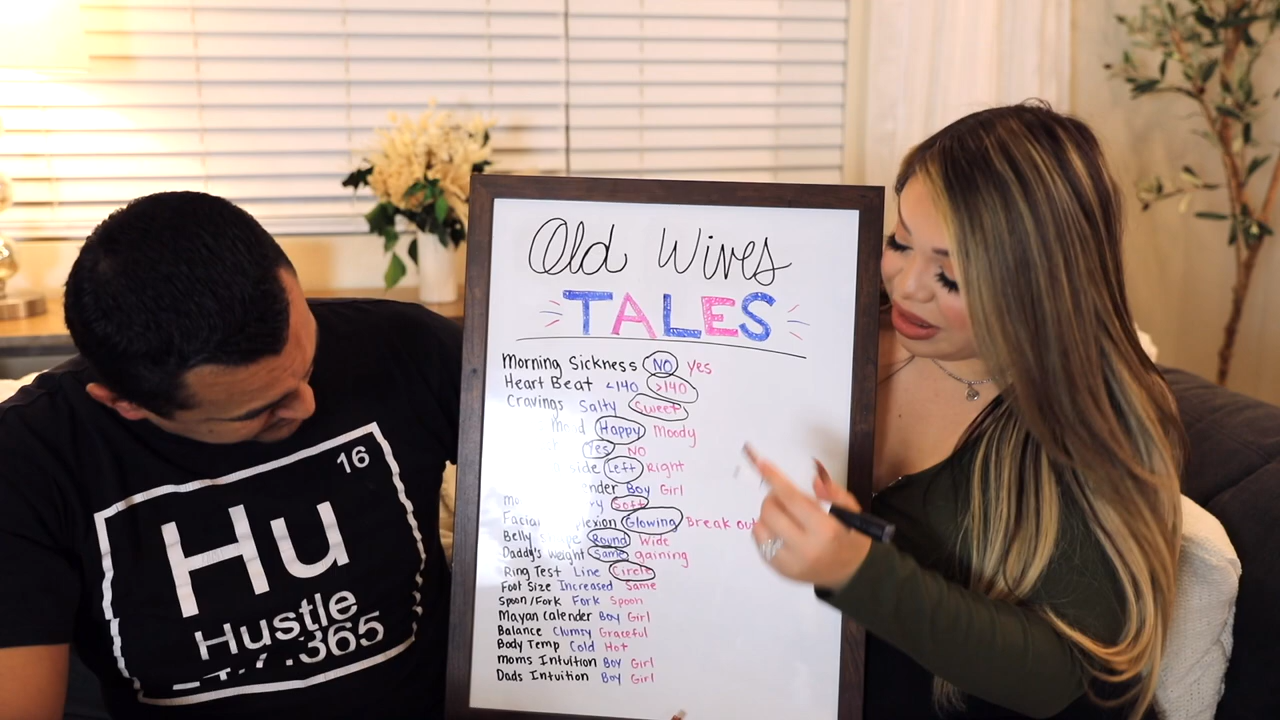 Old Wives
TALES
Morning Sickness NO Yes
Heart Beat <140 >140
Cravings Salty Sweet
Happy Moody
Yes NO
side Left Right
Boy Girl
Soft
Glowing Break out
Belly Round Wide
Daddy's weight Same gaining
Ring Test Line Circle
Foot Size Increased Same
Spoon/Fork Fork Spoon
Mayan Calender Boy Girl
Balance Clumsy Graceful
Body Temp Cold Hot
Moms Intuition Boy Girl
Dads Intuition Boy Girl
16
Hu
Hustle
365